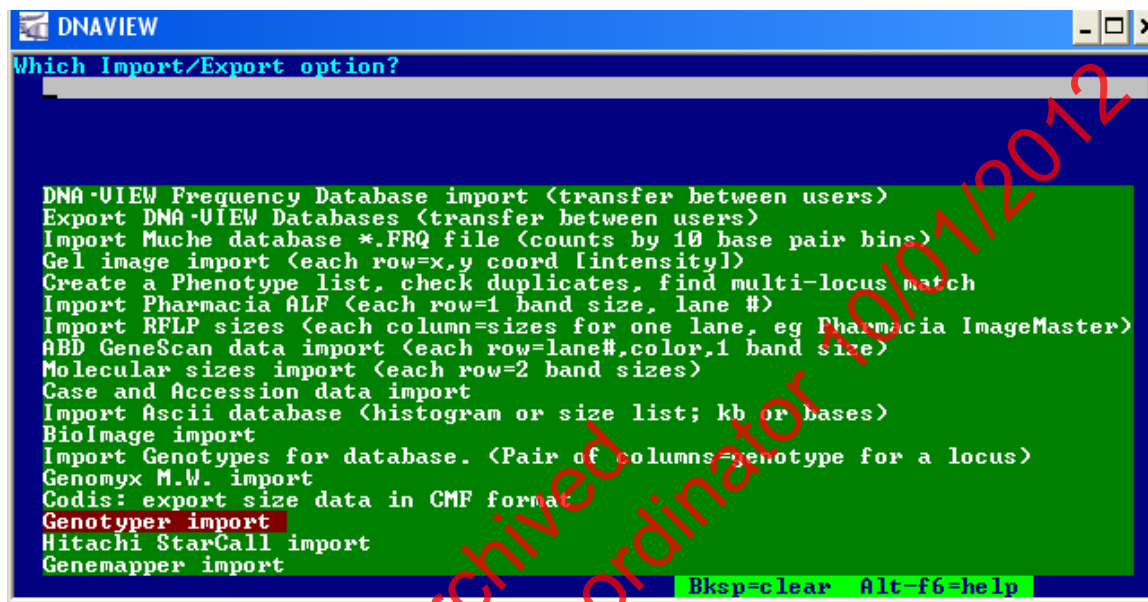 DNAVIEW
Which Import/Export option?
DNA·VIEW Frequency Database import (transfer between users)
Export DNA·VIEW Databases (transfer between users)
Import Muche database *.FRQ file (counts by 10 base pair bins)
Gel image import (each row=x,y coord [intensity])
Create a Phenotype list, check duplicates, find multi-locus match
Import Pharmacia ALF (each row=1 band size, lane #)
Import RFLP sizes (each column=sizes for one lane, eg Pharmacia ImageMaster)
ABD GeneScan data import (each row=lane#,color,1 band size)
Molecular sizes import (each row=2 band sizes)
Case and Accession data import
Import Ascii database (histogram or size list; kb or bases)
BioImage import
Import Genotypes for database. (Pair of columns=genotype for a locus)
Genomyx M.W. import
Codis: export size data in CMF format
Genotyper import
Hitachi StarCall import
Genemapper import
Bksp=clear Alt-f6=help
10/01/2012